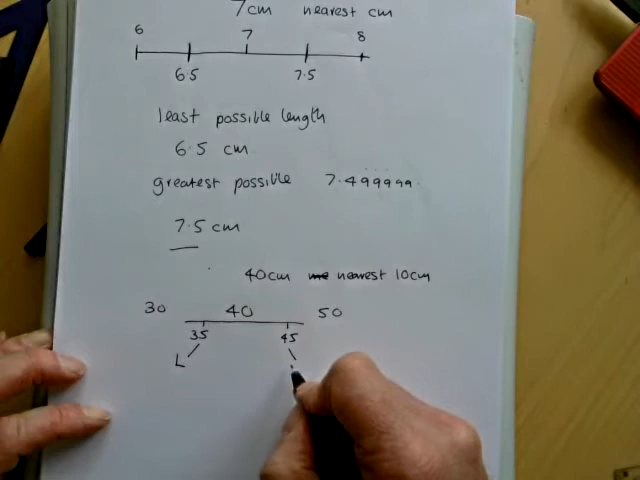 7cm nearest cm
6 7 8
6.5 7.5
least possible length
6.5 cm
greatest possible 7.499999.
7.5 cm
40cm nearest 10cm
30 40 50
35 45
L